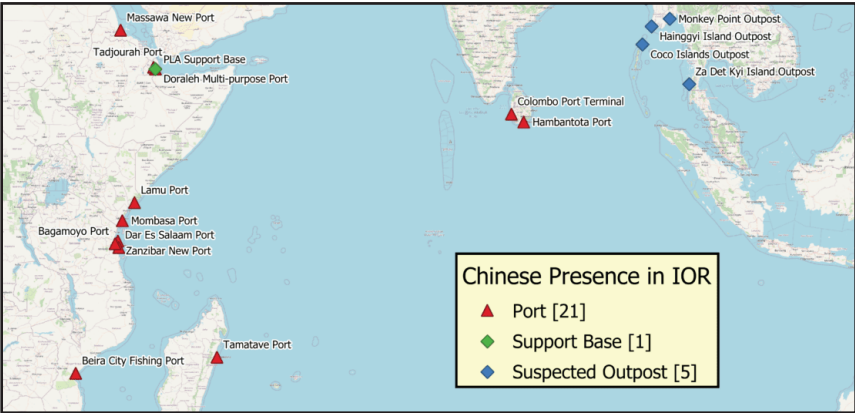 Massawa New Port
Tadjourah Port
PLA Support Base
Doraleh Multi-purpose Port
Monkey Point Outpost
Hainggyi Island Outpost
Coco Islands Outpost
Za Det Kyi Island Outpost
Colombo Port Terminal
Hambantota Port
Lamu Port
Mombasa Port
Bagamoyo Port
Dar Es Salaam Port
Zanzibar New Port
Tamatave Port
Beira City Fishing Port
Chinese Presence in IOR
Port [21]
Support Base [1]
Suspected Outpost [5]